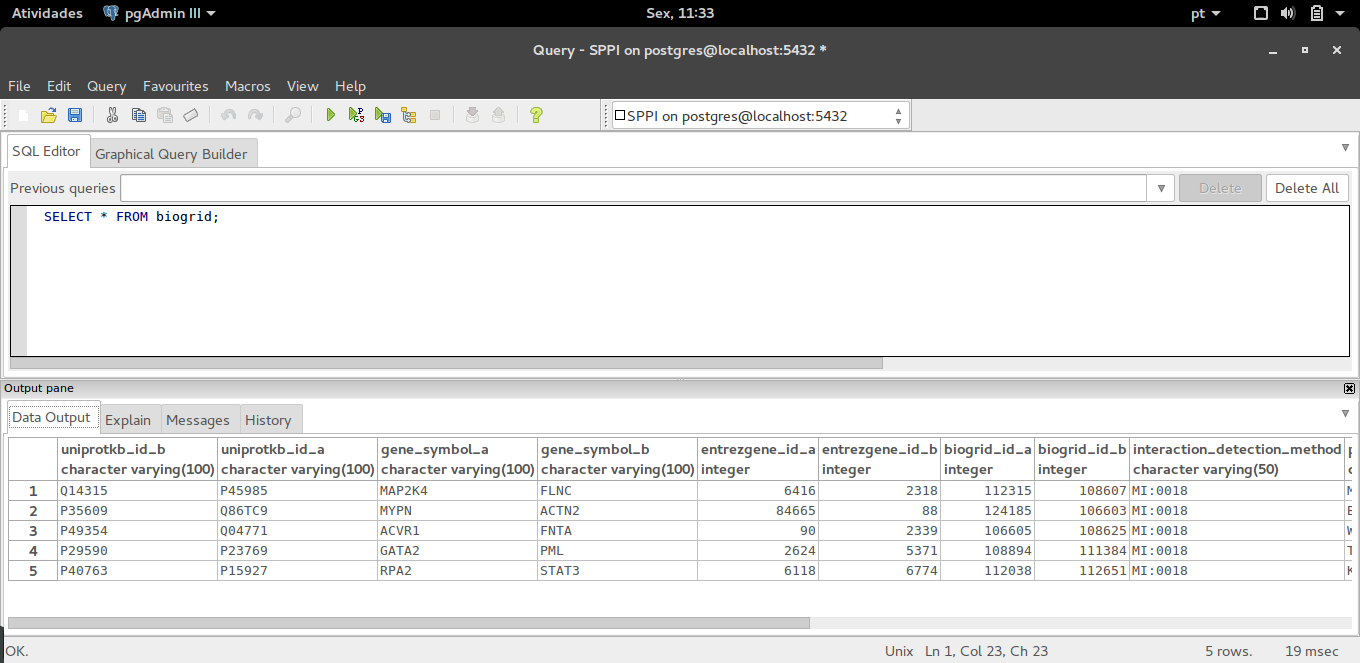 Atividades pgAdmin III Sex, 11:33 pt
Query - SPPI on postgres@localhost:5432 *
File Edit Query Favourites Macros View Help
SPPI on postgres@localhost:5432
SQL Editor Graphical Query Builder
Previous queries Delete Delete All
SELECT * FROM biogrid;
Output pane
Data Output Explain Messages History
uniprotkb_id_b uniprotkb_id_a gene_symbol_a gene_symbol_b entrezgene_id_a entrezgene_id_b biogrid_id_a biogrid_id_b interaction_detection_method
character varying(100) character varying(100) character varying(100) character varying(100) integer integer integer integer character varying(50)
1 Q14315 P45985 MAP2K4 FLNC 6416 2318 112315 108607 MI:0018
2 P35609 Q86TC9 MYPN ACTN2 84665 88 124185 106603 MI:0018
3 P49354 Q04771 ACVR1 FNTA 90 2339 106605 108625 MI:0018
4 P29590 P23769 GATA2 PML 2624 5371 108894 111384 MI:0018
5 P40763 P15927 RPA2 STAT3 6118 6774 112038 112651 MI:0018
OK. Unix Ln 1, Col 23, Ch 23 5 rows. 19 msec